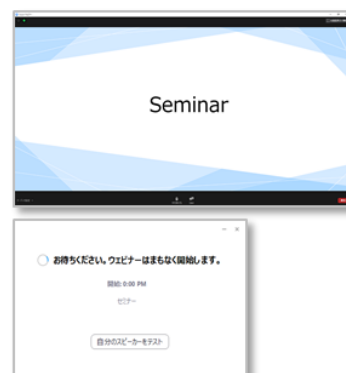 Seminar
お待ちください。ウェビナーはまもなく開始します。
開始: 0:00 PM
セミナー
自分のスピーカーをテスト